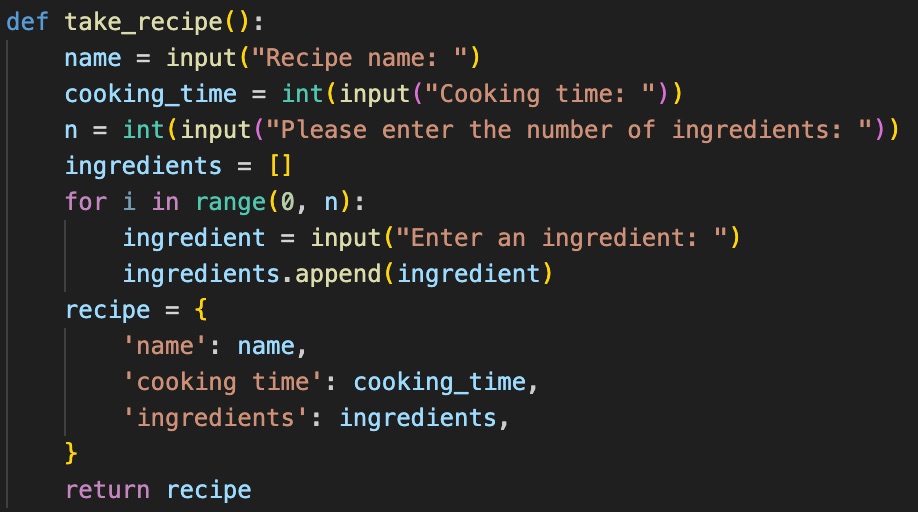 def take_recipe():
    name = input("Recipe name: ")
    cooking_time = int(input("Cooking time: "))
    n = int(input("Please enter the number of ingredients: "))
    ingredients = []
    for i in range(0, n):
        ingredient = input("Enter an ingredient: ")
        ingredients.append(ingredient)
    recipe = {
        'name': name,
        'cooking time': cooking_time,
        'ingredients': ingredients,
    }
    return recipe